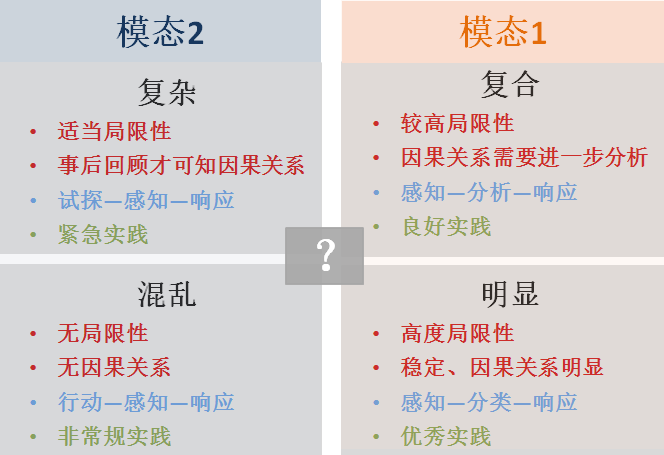 模态2
复杂
• 适当局限性
• 事后回顾才可知因果关系
• 试探—感知—响应
• 紧急实践
模态1
复合
• 较高局限性
• 因果关系需要进一步分析
• 感知—分析—响应
• 良好实践
？
混乱
• 无局限性
• 无因果关系
• 行动—感知—响应
• 非常规实践
明显
• 高度局限性
• 稳定、因果关系明显
• 感知—分类—响应
• 优秀实践